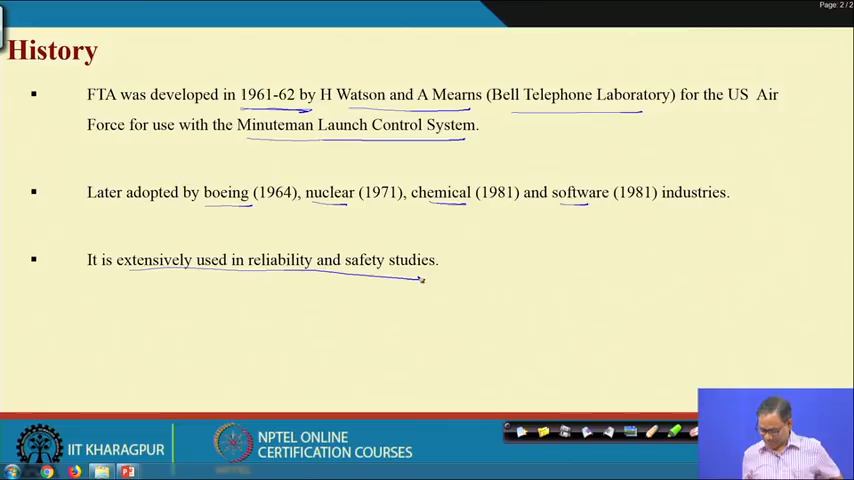 Page: 2 / 2
History
▪ FTA was developed in 1961-62 by H Watson and A Mearns (Bell Telephone Laboratory) for the US Air
Force for use with the Minuteman Launch Control System.
▪ Later adopted by boeing (1964), nuclear (1971), chemical (1981) and software (1981) industries.
▪ It is extensively used in reliability and safety studies.
IIT KHARAGPUR
NPTEL ONLINE
CERTIFICATION COURSES
NPTEL